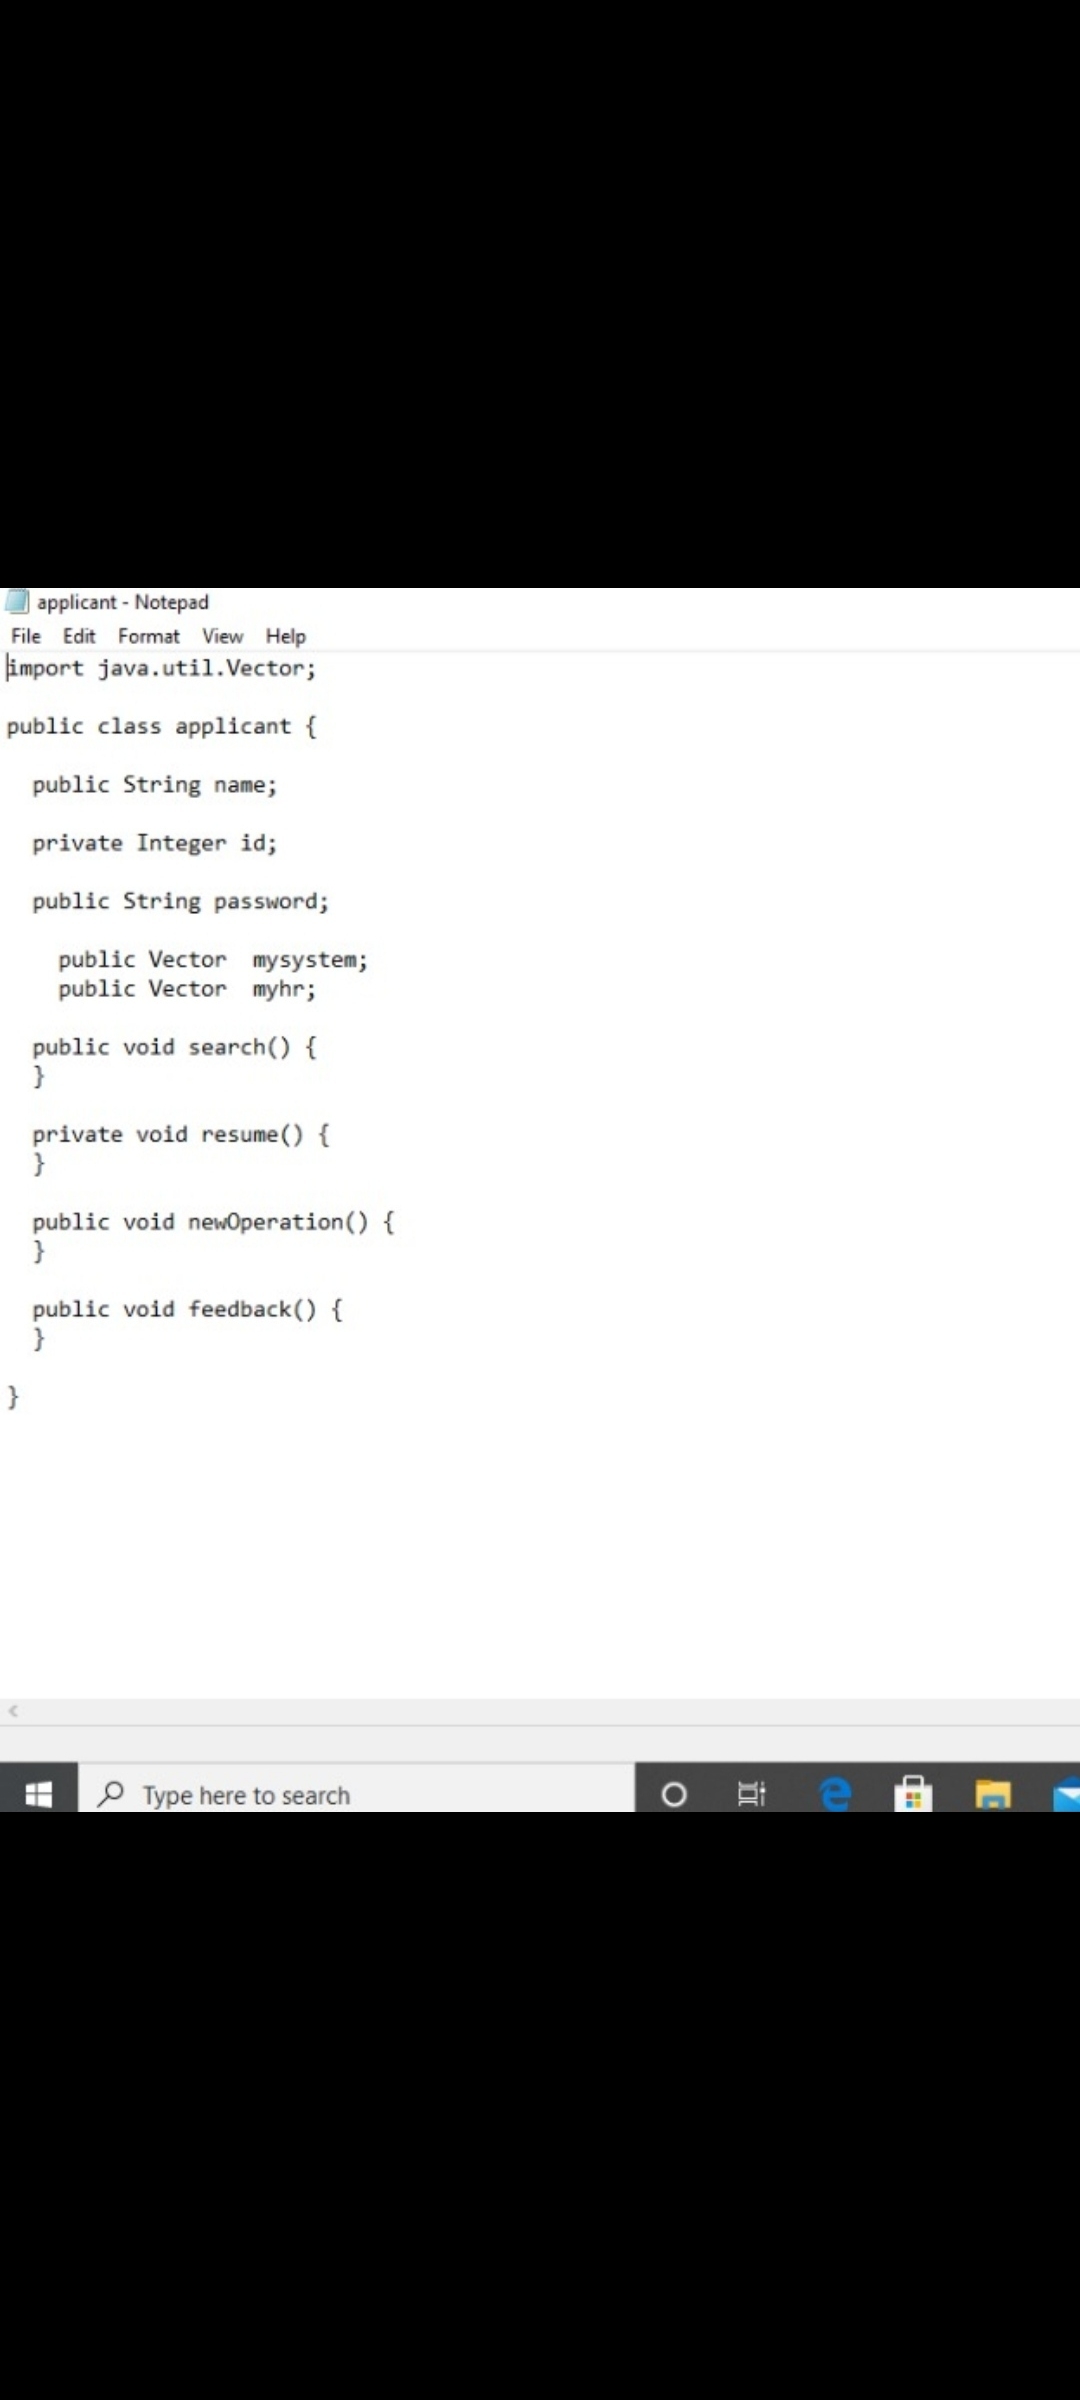 applicant - Notepad
File Edit Format View Help
import java.util.Vector;
public class applicant {
public String name;
private Integer id;
public String password;
public Vector  mysystem;
public Vector  myhr;
public void search() {
}
private void resume() {
}
public void newOperation() {
}
public void feedback() {
}
}
Type here to search